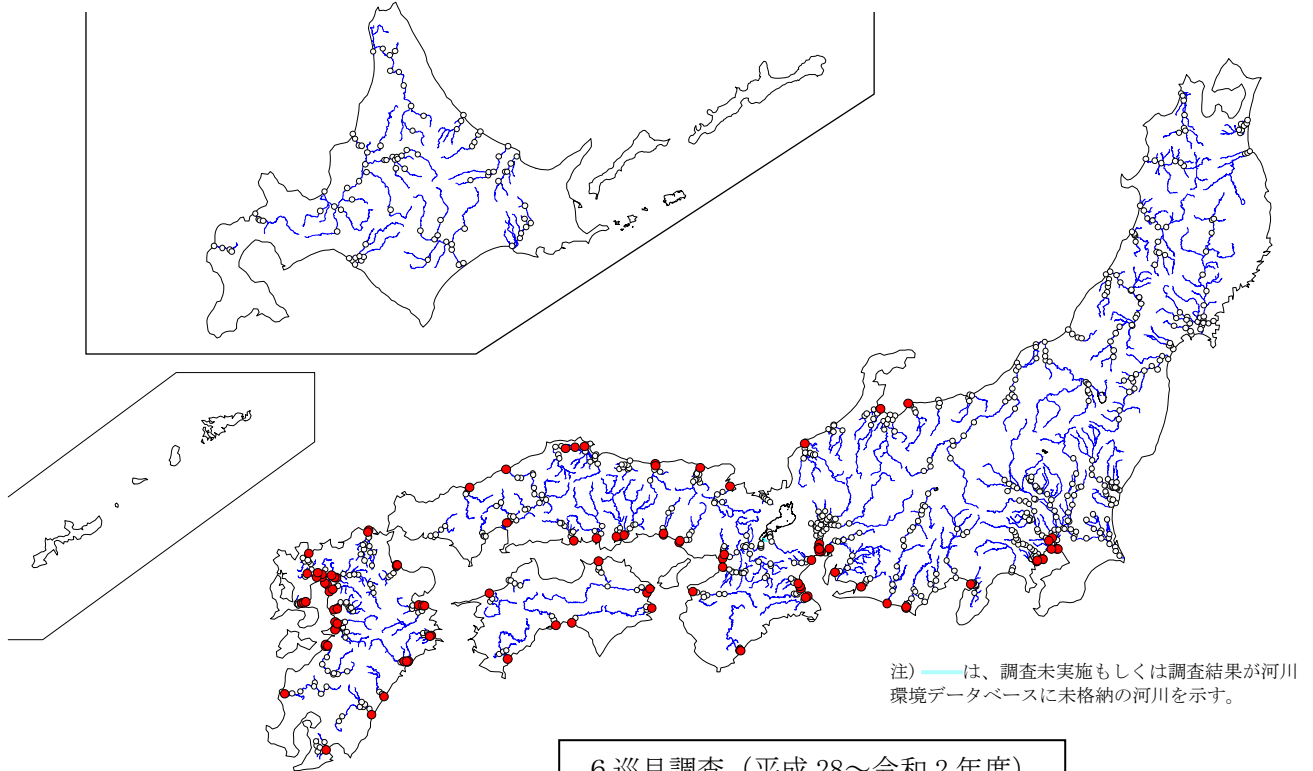 注) は、調査未実施もしくは調査結果が河川
環境データベースに未格納の河川を示す。
6 巡目調査（平成 28～令和 2 年度）